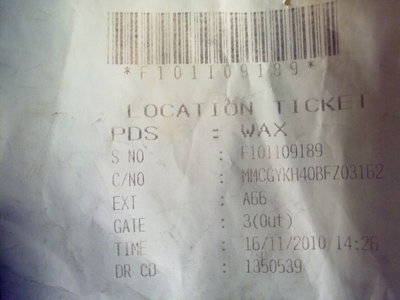 *F101109189*
LOCATION TICKET
PDS : WAX
S NO : F101109189
C/NO : MMCGYKH40BFZ03162
EXT : A66
GATE : 3(Out)
TIME : 16/11/2010 14:26
DR CD : 1350539